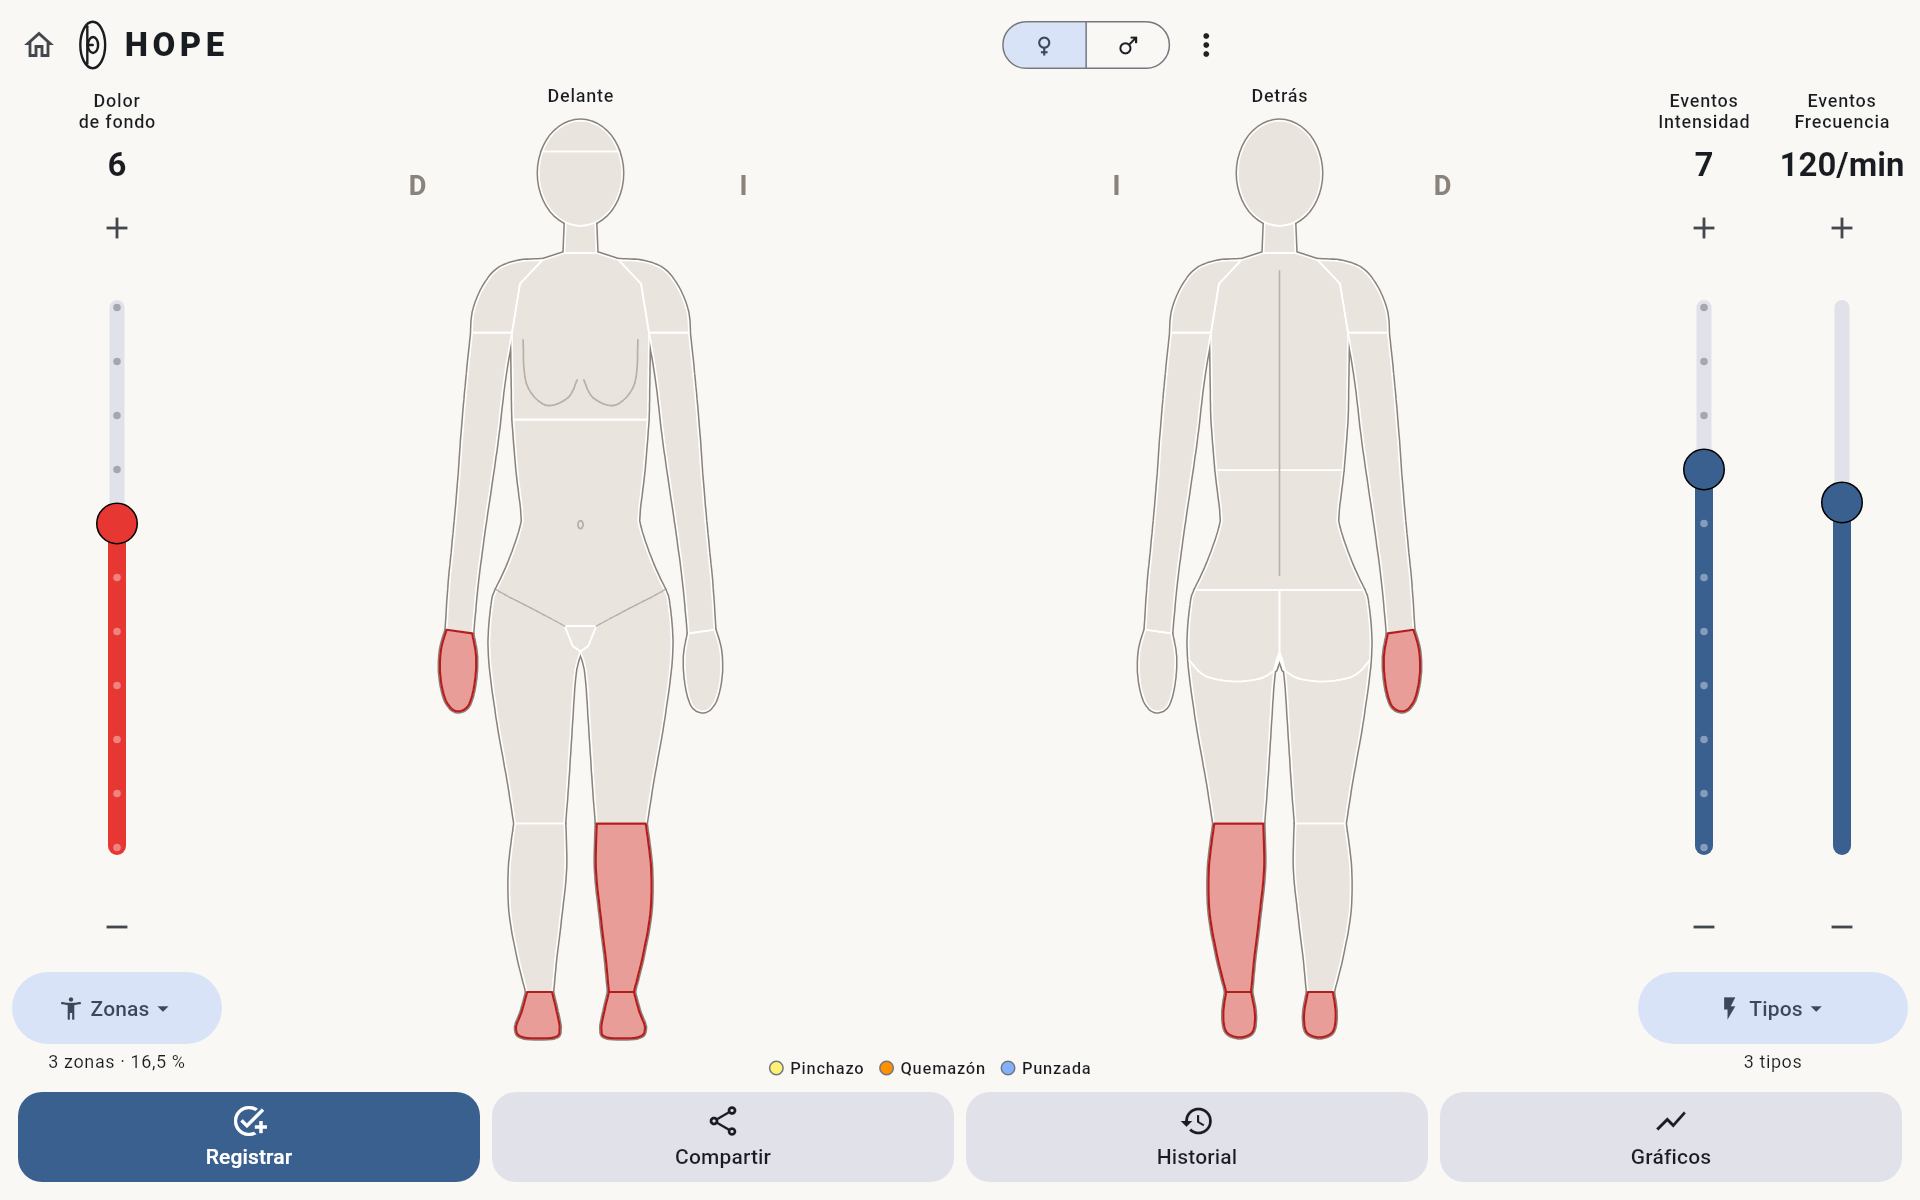 HOPE
Dolor
de fondo
6
Delante
D
I
Detrás
I
D
Eventos
Intensidad
7
Eventos
Frecuencia
120/min
Zonas
3 zonas · 16,5 %
Tipos
3 tipos
Pinchazo
Quemazón
Punzada
Registrar
Compartir
Historial
Gráficos